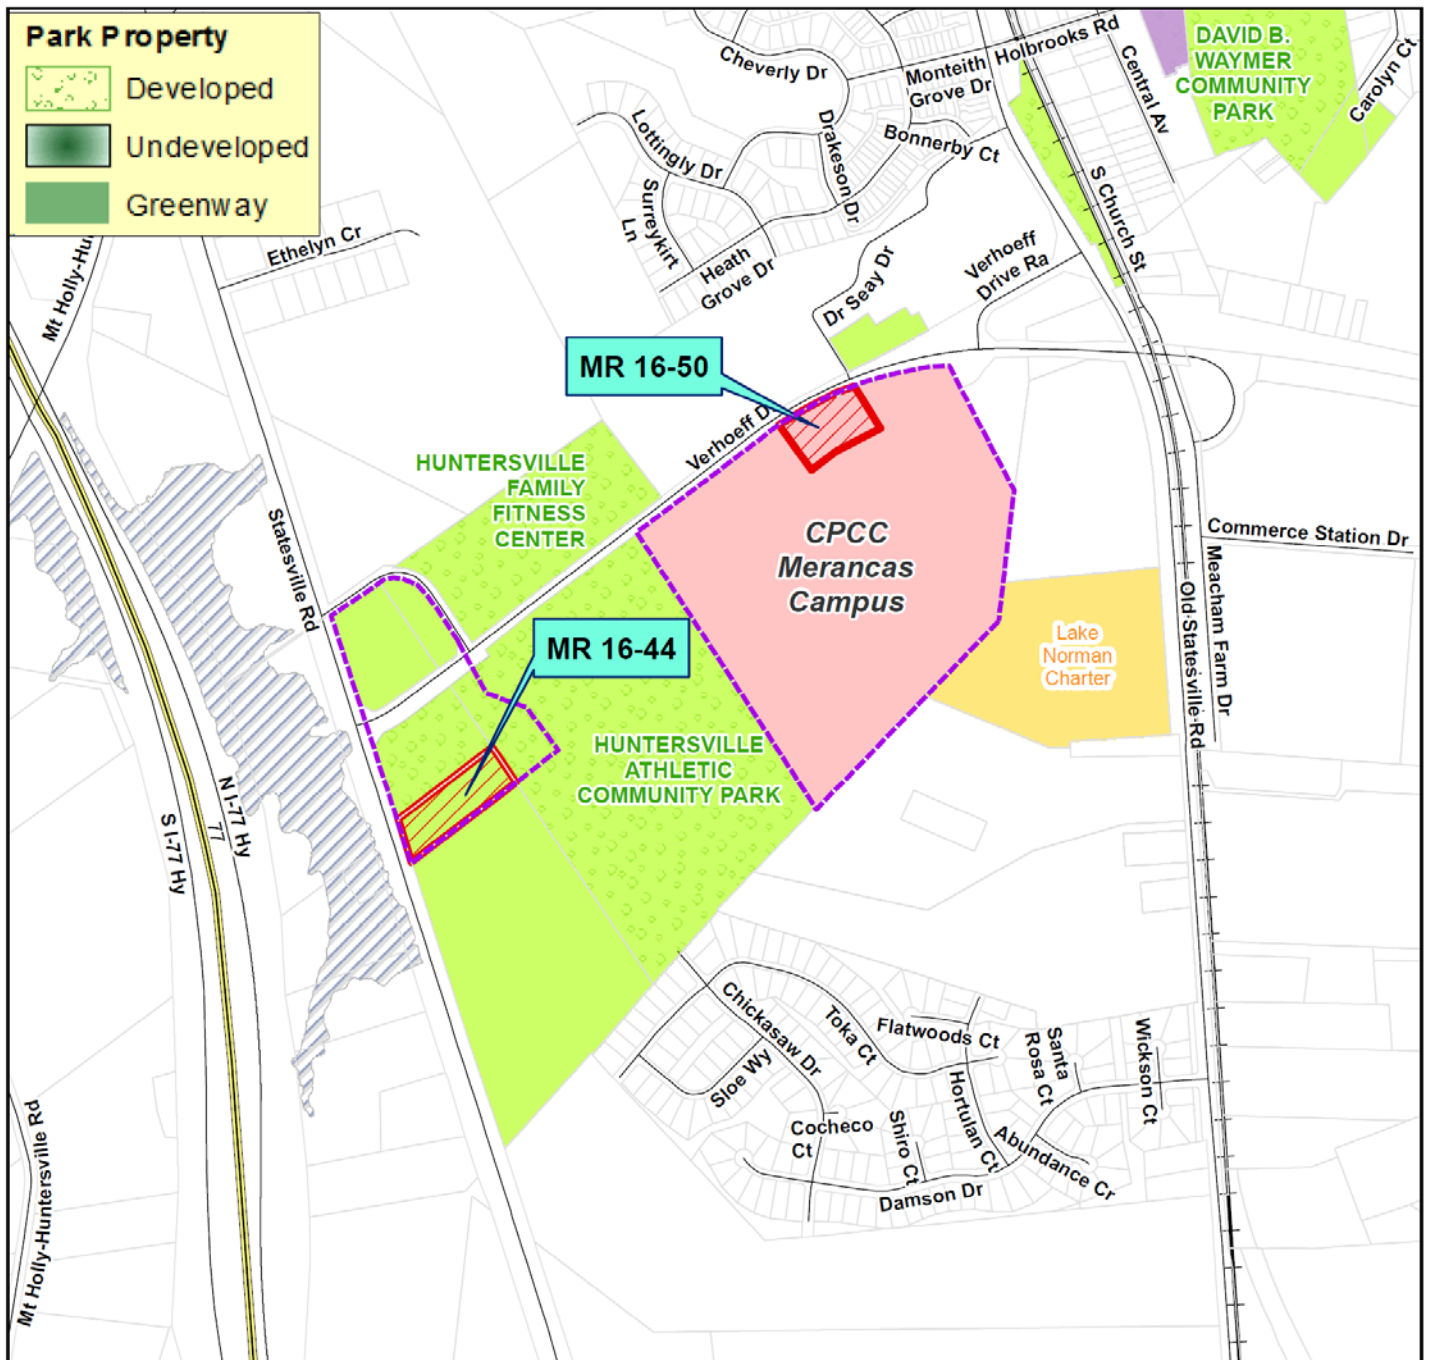 Park Property
Developed
Undeveloped
Greenway
Cheverly Dr
Monteith
Grove Dr
Holbrooks Rd
Central Av
DAVID B.
WAYMER
COMMUNITY
PARK
Carolyn Ct
Lottingly Dr
Drakeson Dr
Bonnerby Ct
Surreykirt
Ln
Heath
Grove Dr
S Church St
Ethelyn Cr
Mt Holly-Hu
Dr Seay Dr
Verhoeff
Drive Ra
MR 16-50
Verhoeff D
HUNTERSVILLE
FAMILY
FITNESS
CENTER
Statesville Rd
CPCC
Merancas
Campus
Commerce Station Dr
Meacham Farm Dr
Old-Statesville-Rd
Lake
Norman
Charter
MR 16-44
HUNTERSVILLE
ATHLETIC
COMMUNITY PARK
N I-77 Hy
77
S I-77 Hy
Chickasaw Dr
Toka Ct
Flatwoods Ct
Santa
Rosa Ct
Wickson Ct
Sloe Wy
Hortulan Ct
Cocheco
Ct
Shiro Ct
Abundance Cr
Damson Dr
Mt Holly-Huntersville Rd